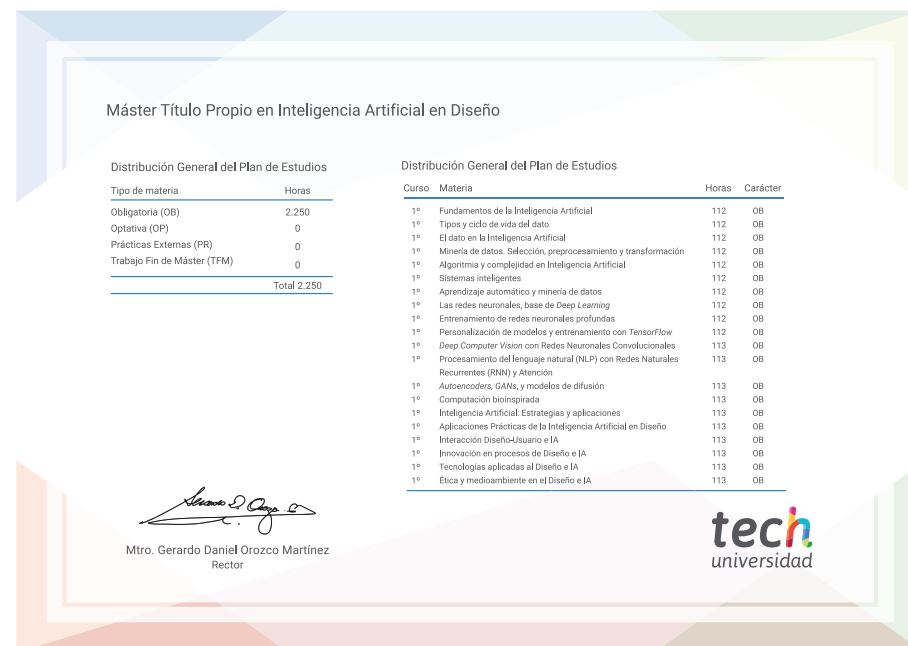 Máster Título Propio en Inteligencia Artificial en Diseño
Distribución General del Plan de Estudios
Tipo de materia Horas
Obligatoria (OB) 2.250
Optativa (OP) 0
Prácticas Externas (PR) 0
Trabajo Fin de Máster (TFM) 0
Total 2.250
Distribución General del Plan de Estudios
Curso Materia Horas Carácter
1º Fundamentos de la Inteligencia Artificial 112 OB
1º Tipos y ciclo de vida del dato 112 OB
1º El dato en la Inteligencia Artificial 112 OB
1º Minería de datos. Selección, preprocesamiento y transformación 112 OB
1º Algoritmia y complejidad en Inteligencia Artificial 112 OB
1º Sistemas inteligentes 112 OB
1º Aprendizaje automático y minería de datos 112 OB
1º Las redes neuronales, base de Deep Learning 112 OB
1º Entrenamiento de redes neuronales profundas 112 OB
1º Personalización de modelos y entrenamiento con TensorFlow 112 OB
1º Deep Computer Vision con Redes Neuronales Convolucionales 113 OB
1º Procesamiento del lenguaje natural (NLP) con Redes Naturales 113 OB
Recurrentes (RNN) y Atención
1º Autoencoders, GANs, y modelos de difusión 113 OB
1º Computación bioinspirada 113 OB
1º Inteligencia Artificial: Estrategias y aplicaciones 113 OB
1º Aplicaciones Prácticas de la Inteligencia Artificial en Diseño 113 OB
1º Interacción Diseño-Usuario e IA 113 OB
1º Innovación en procesos de Diseño e IA 113 OB
1º Tecnologías aplicadas al Diseño e IA 113 OB
1º Ética y medioambiente en el Diseño e IA 113 OB
Mtro. Gerardo Daniel Orozco Martínez
Rector
tech
universidad